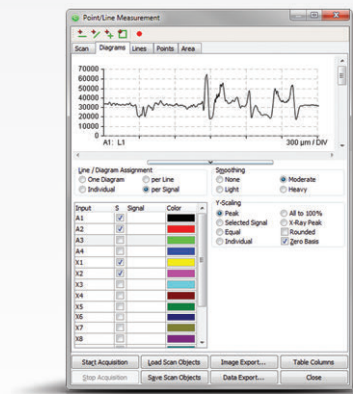 Point/Line Measurement
Scan Diagrams Lines Points Area
70000
60000
50000
40000
30000
20000
10000
0
A1: L1 300 µm / DIV
Line / Diagram Assignment
One Diagram per Line
Individual per Signal
Smoothing
None Moderate
Light Heavy
Y-Scaling
Peak All to 100%
Selected Signal X-Ray Peak
Equal Rounded
Individual Zero Basis
Input S Signal Color
A1
A2
A3
A4
X1
X2
X3
X4
X5
X6
X7
X8
Start Acquisition Load Scan Objects Image Export... Table Columns
Stop Acquisition Save Scan Objects Data Export... Close